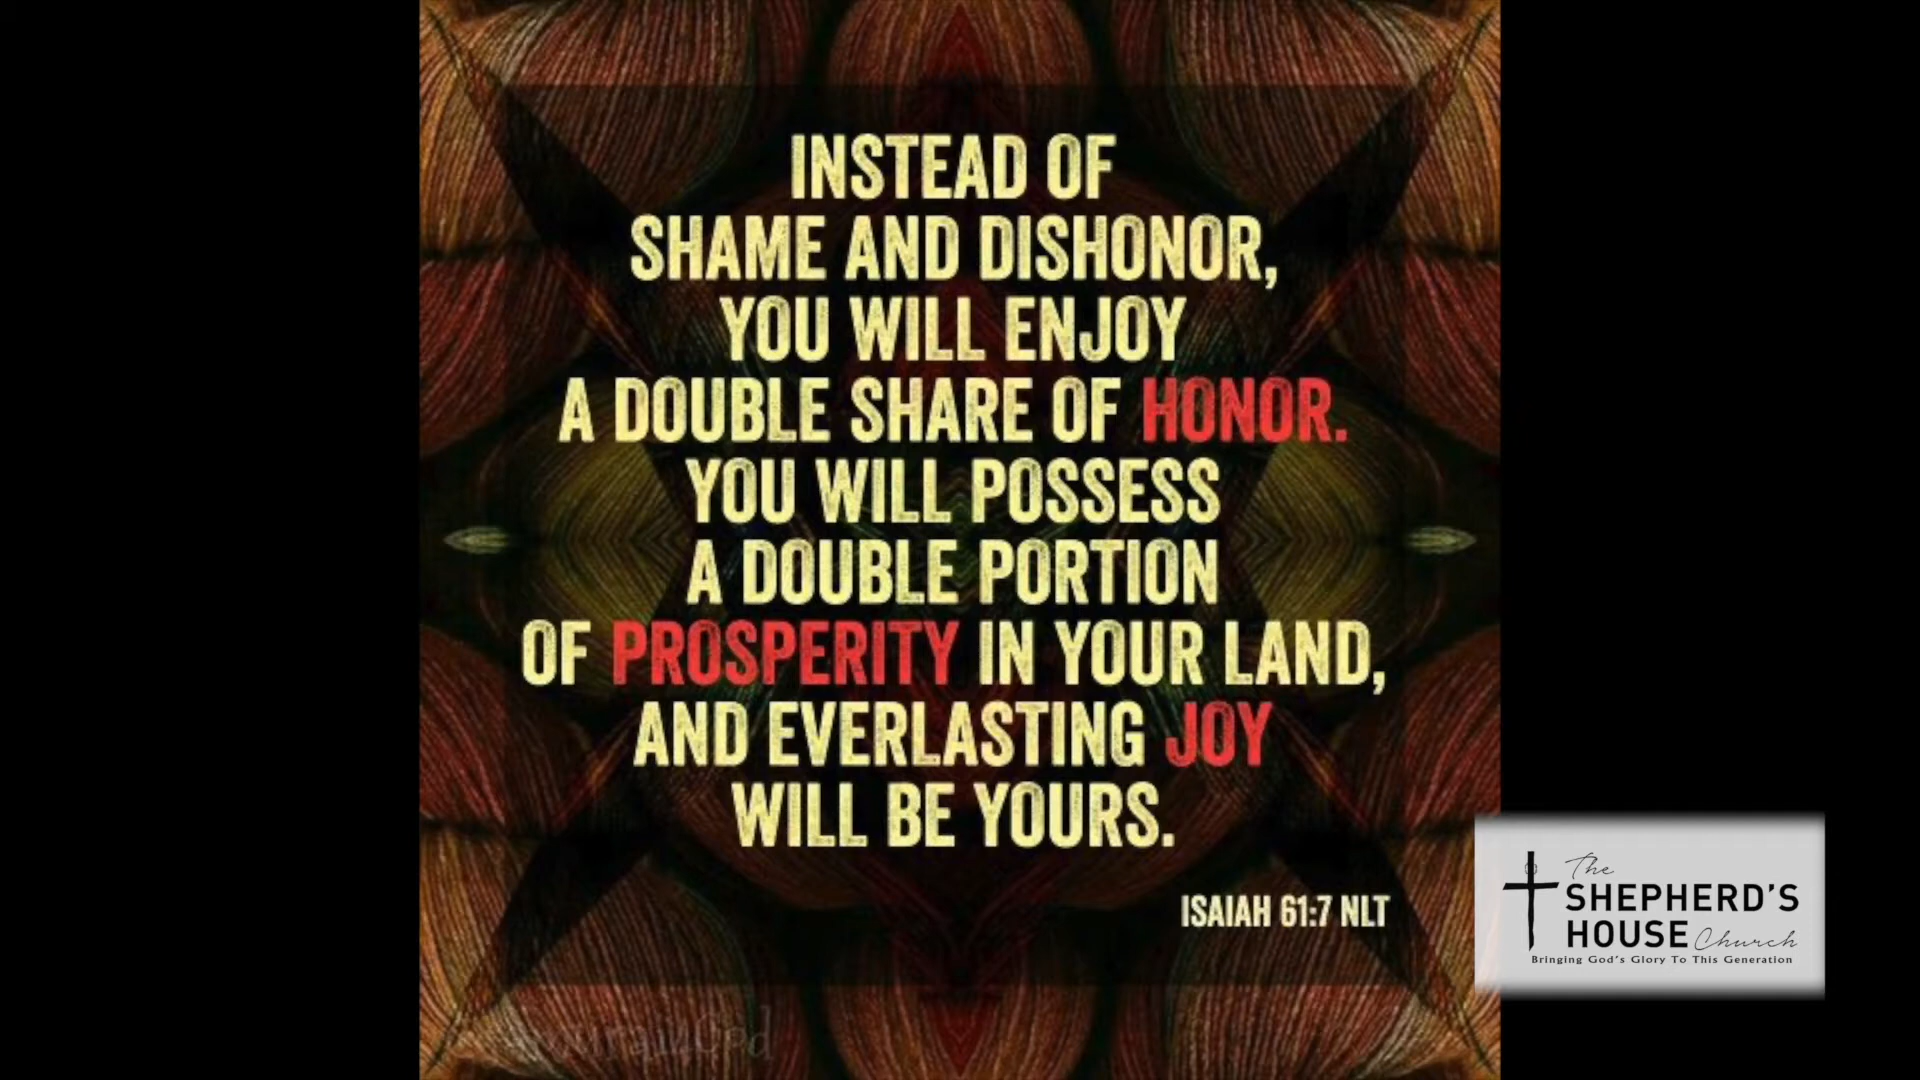 INSTEAD OF
SHAME AND DISHONOR,
YOU WILL ENJOY
A DOUBLE SHARE OF HONOR.
YOU WILL POSSESS
A DOUBLE PORTION
OF PROSPERITY IN YOUR LAND,
AND EVERLASTING JOY
WILL BE YOURS.
ISAIAH 61:7 NLT
The
SHEPHERD'S
HOUSE Church
Bringing God's Glory To This Generation